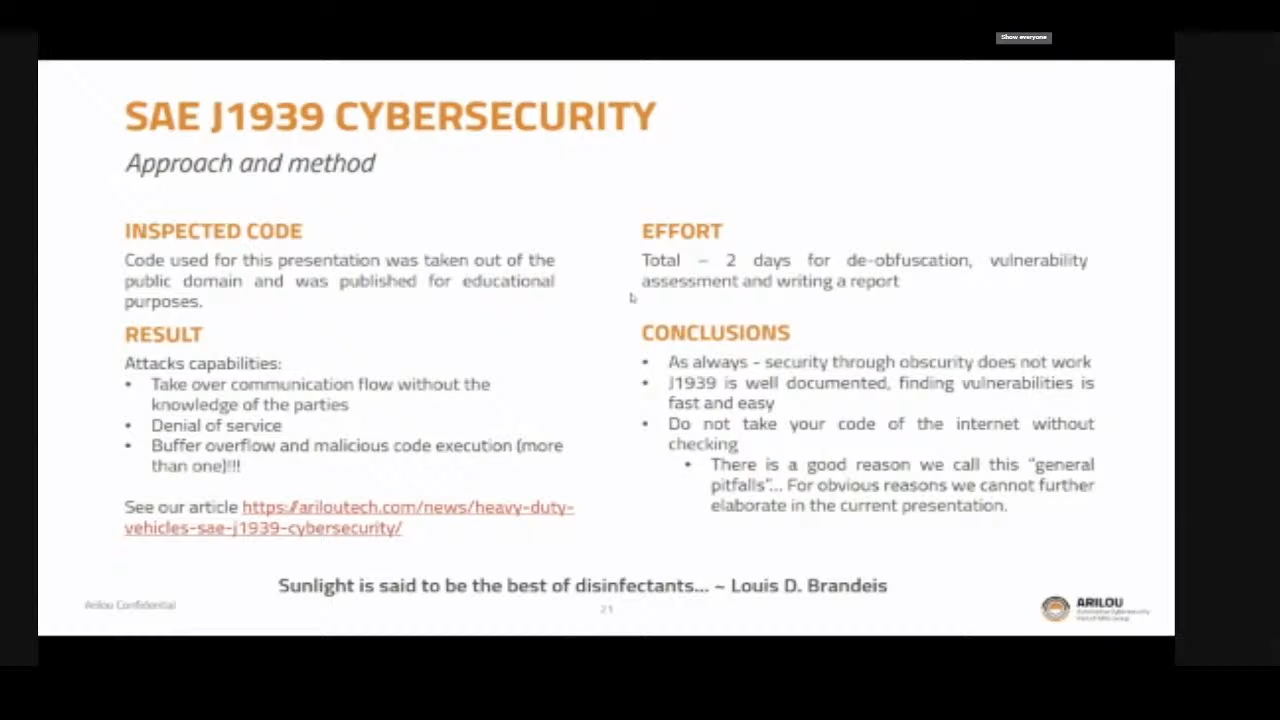 Show everyone
SAE J1939 CYBERSECURITY
Approach and method
INSPECTED CODE
Code used for this presentation was taken out of the
public domain and was published for educational
purposes.
RESULT
Attacks capabilities:
• Take over communication flow without the
knowledge of the parties
• Denial of service
• Buffer overflow and malicious code execution (more
than one)!!!
See our article https://ariloutech.com/news/heavy-duty-
vehicles-sae-j1939-cybersecurity/
EFFORT
Total – 2 days for de-obfuscation, vulnerability
assessment and writing a report
CONCLUSIONS
• As always - security through obscurity does not work
• J1939 is well documented, finding vulnerabilities is
fast and easy
• Do not take your code of the internet without
checking
• There is a good reason we call this "general
pitfalls"... For obvious reasons we cannot further
elaborate in the current presentation.
Sunlight is said to be the best of disinfectants... ~ Louis D. Brandeis
Arilou Confidential
21
ARILOU
Automotive Cybersecurity